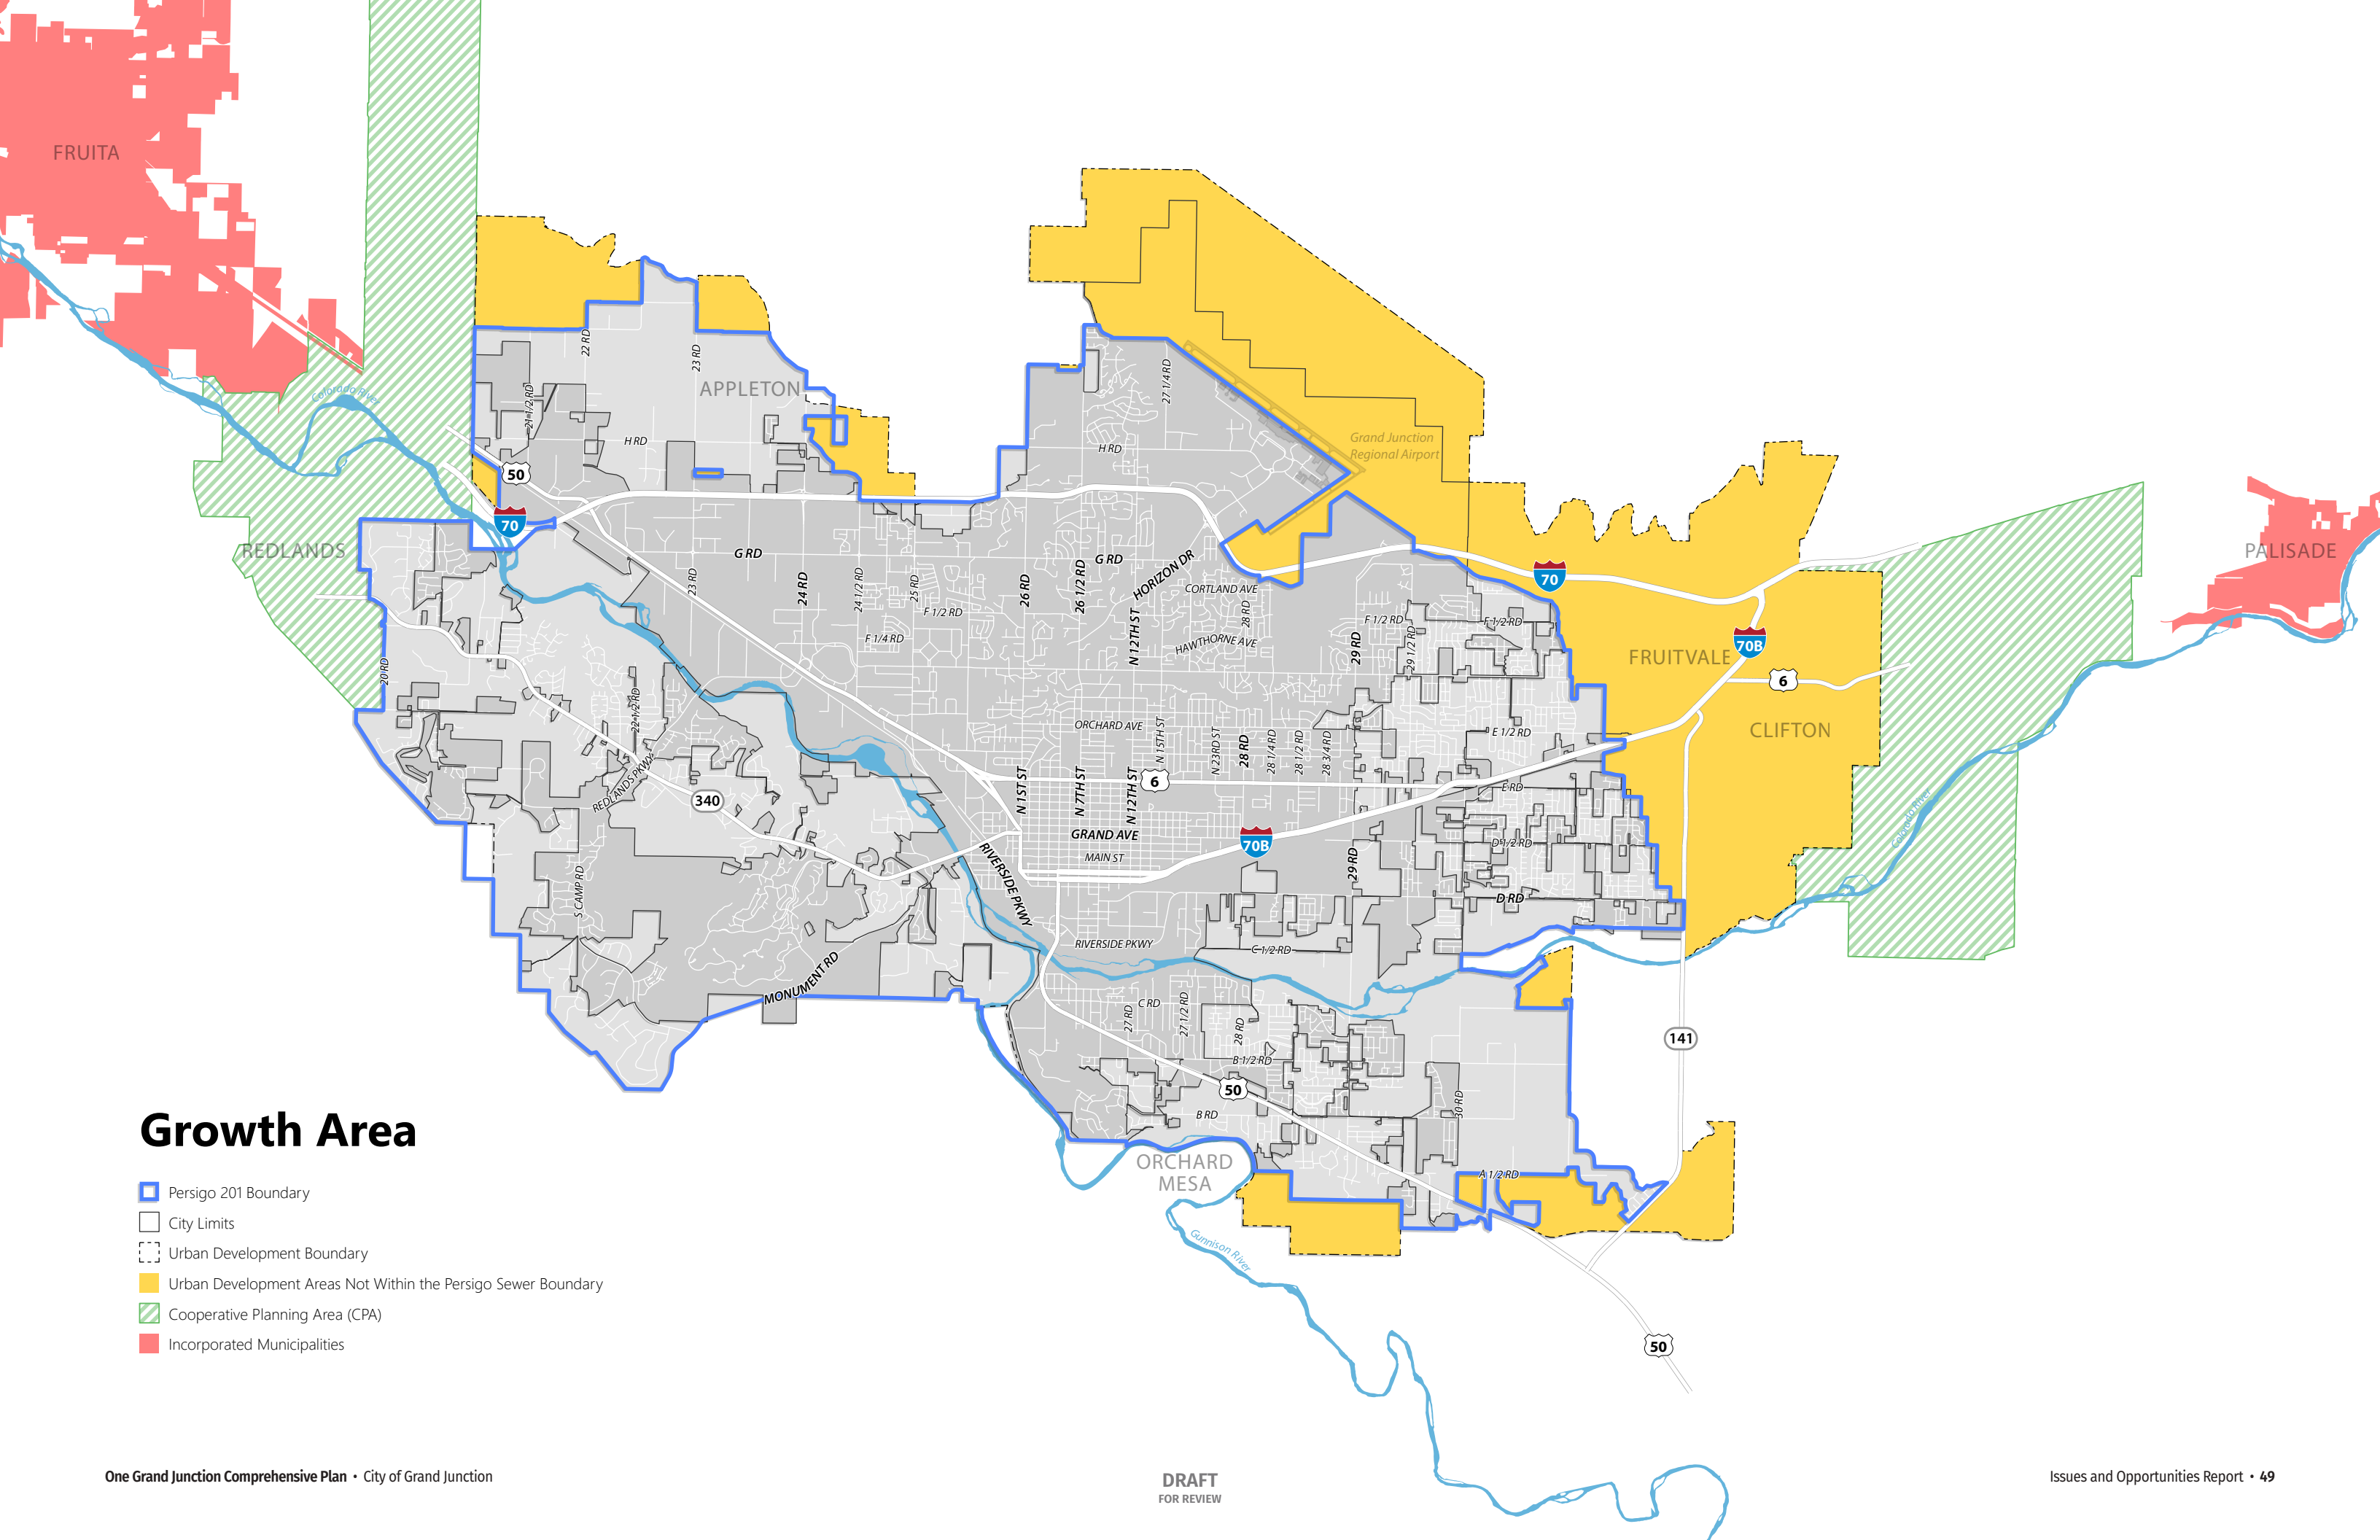 FRUITA
22 RD
23 RD
27 1/4 RD
APPLETON
Colorado River
21-1/2 RD
H RD
H RD
Grand Junction
Regional Airport
50
70
REDLANDS
G RD
G RD
HORIZON DR
PALISADE
70
23 RD
24 RD
24 1/2 RD
25 RD
26 RD
26 1/2 RD
CORTLAND AVE
F 1/2 RD
28 RD
F 1/2 RD
F 1/2 RD
F 1/4 RD
N 12TH ST
HAWTHORNE AVE
29 RD
29 1/2 RD
70B
FRUITVALE
20 RD
6
22-1/2 RD
ORCHARD AVE
N 15TH ST
N 23RD ST
28 RD
28 1/4 RD
28 1/2 RD
28 3/4 RD
E 1/2 RD
CLIFTON
REDLANDS PKWY
340
N 1ST ST
N 7TH ST
N 12TH ST
6
E RD
Colorado River
GRAND AVE
70B
D 1/2 RD
MAIN ST
RIVERSIDE PKWY
29 RD
S CAMP RD
D RD
RIVERSIDE PKWY
C 1/2 RD
MONUMENT RD
C RD
27 RD
27 1/2 RD
28 RD
141
B 1/2 RD
50
30 RD
B RD
ORCHARD
MESA
A 1/2 RD
Gunnison River
50
Growth Area
Persigo 201 Boundary
City Limits
Urban Development Boundary
Urban Development Areas Not Within the Persigo Sewer Boundary
Cooperative Planning Area (CPA)
Incorporated Municipalities
One Grand Junction Comprehensive Plan • City of Grand Junction
DRAFT
FOR REVIEW
Issues and Opportunities Report • 49